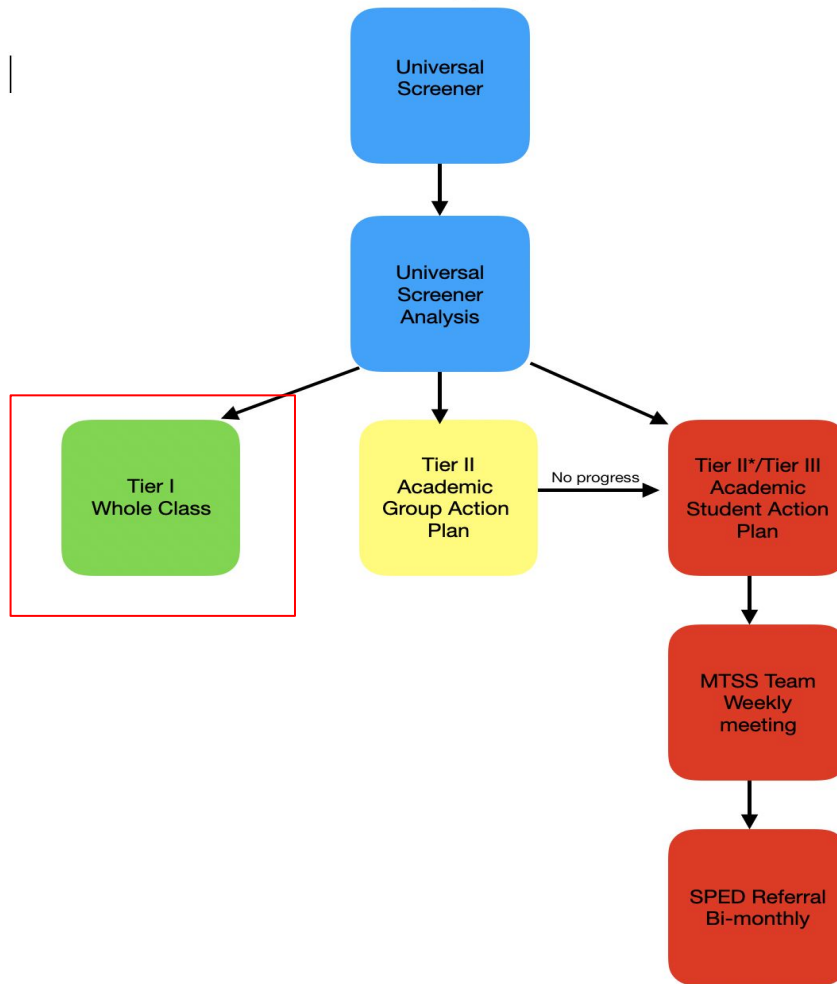 Universal
Screener
Universal
Screener
Analysis
Tier I
Whole Class
Tier II
Academic
Group Action
Plan
No progress
Tier II*/Tier III
Academic
Student Action
Plan
MTSS Team
Weekly
meeting
SPED Referral
Bi-monthly